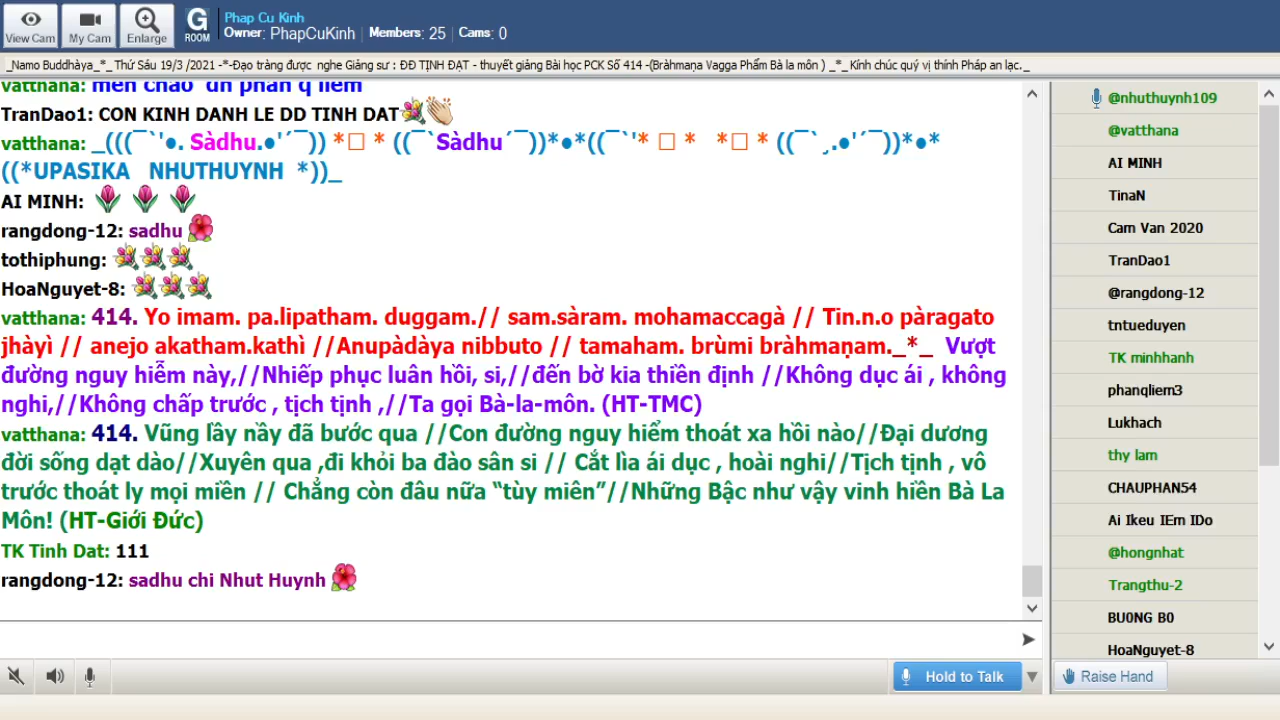 View Cam
My Cam
Enlarge
G
ROOM
Phap Cu Kinh
Owner: PhapCuKinh Members: 25 Cams: 0
_Namo Buddhàya_*_ Thứ Sáu 19/3 /2021 -*-Đạo tràng được nghe Giảng sư : ĐĐ TỊNH ĐẠT - thuyết giảng Bài học PCK Số 414 -(Bràhmaṇa Vagga Phẩm Bà la môn ) _*_ Kính chúc quý vị thính Pháp an lạc._
vatthana: men chao dn phan q liem
TranDao1: CON KINH DANH LE DD TINH DAT
vatthana: _(((¯`'•. Sàdhu.•'´¯)) *□ * ((¯`Sàdhu´¯))*•*((¯`'* □ * *□ * ((¯`¸.•'´¯))*•*
((*UPASIKA NHUTHUYNH *))_
AI MINH:
rangdong-12: sadhu
tothiphung:
HoaNguyet-8:
vatthana: 414. Yo imam. pa.lipatham. duggam.// sam.sàram. mohamaccagà // Tin.n.o pàragato
jhàyì // anejo akatham.kathì //Anupàdàya nibbuto // tamaham. brùmi bràhmaṇam._*_ Vượt
đường nguy hiễm này,//Nhiếp phục luân hồi, si,//đến bờ kia thiền định //Không dục ái , không
nghi,//Không chấp trước , tịch tịnh ,//Ta gọi Bà-la-môn. (HT-TMC)
vatthana: 414. Vũng lầy nầy đã bước qua //Con đường nguy hiểm thoát xa hồi nào//Đại dương
đời sống dạt dào//Xuyên qua ,đi khỏi ba đào sân si // Cắt lìa ái dục , hoài nghi//Tịch tịnh , vô
trước thoát ly mọi miền // Chẳng còn đâu nữa “tùy miên”//Những Bậc như vậy vinh hiền Bà La
Môn! (HT-Giới Đức)
TK Tinh Dat: 111
rangdong-12: sadhu chi Nhut Huynh
Hold to Talk
@nhuthuynh109
@vatthana
AI MINH
TinaN
Cam Van 2020
TranDao1
@rangdong-12
tntueduyen
TK minhhanh
phanqliem3
Lukhach
thy lam
CHAUPHAN54
Ai Ikeu IEm IDo
@hongnhat
Trangthu-2
BU0NG B0
HoaNguyet-8
Raise Hand